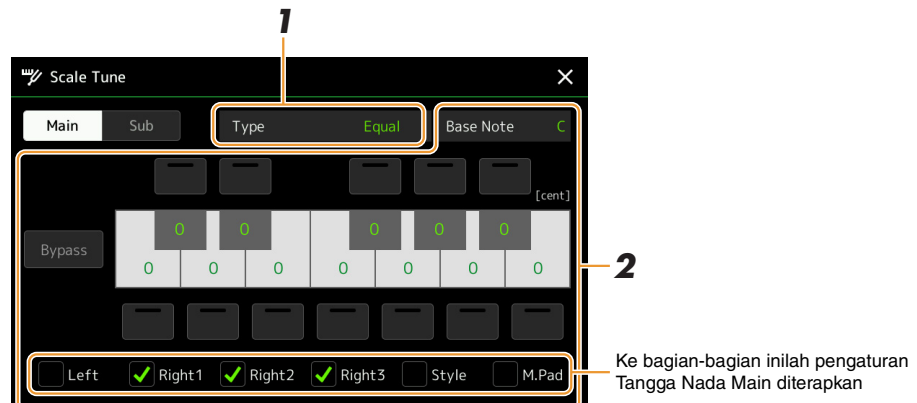 1
Scale Tune
Main Sub Type Equal Base Note C
[cent]
0 0 0 0 0
Bypass
0 0 0 0 0 0 0
2
Left Right1 Right2 Right3 Style M.Pad
Ke bagian-bagian inilah pengaturan
Tangga Nada Main diterapkan